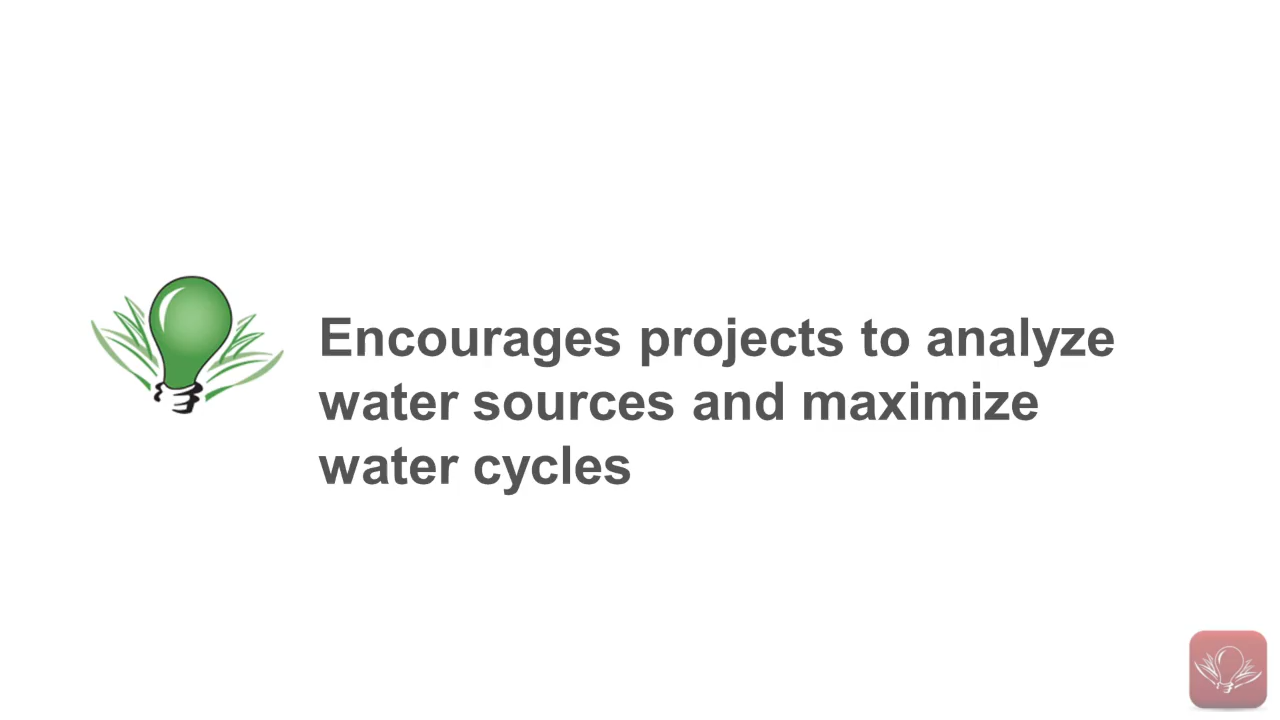 Encourages projects to analyze
water sources and maximize
water cycles